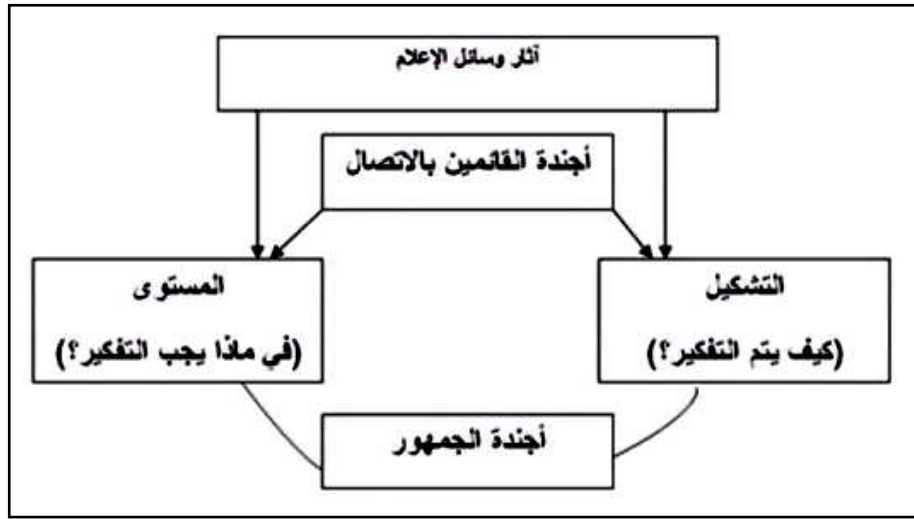 آثار وسائل الإعلام
أجندة القائمين بالاتصال
التشكيل
(كيف يتم التفكير؟)
المستوى
(في ماذا يجب التفكير؟)
أجندة الجمهور